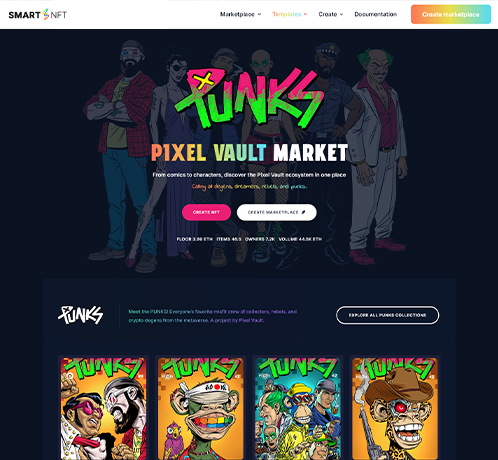 SMART NFT
Marketplace Templates Create Documentation Create marketplace
PUNKS
PIXEL VAULT MARKET
From comics to characters, discover the Pixel Vault ecosystem in one place
Calling all degens, dreamers, rebels, and punks.
CREATE NFT CREATE MARKETPLACE
FLOOR 3.99 ETH ITEMS 46.5 OWNERS 7.2K VOLUME 44.5K ETH
PUNKS
Meet the PUNKS! Everyone's favorite misfit crew of collectors, rebels, and
crypto degens from the metaverse. A project by Pixel Vault.
EXPLORE ALL PUNKS COLLECTIONS
PUNKS PUNKS PUNKS PUNKS